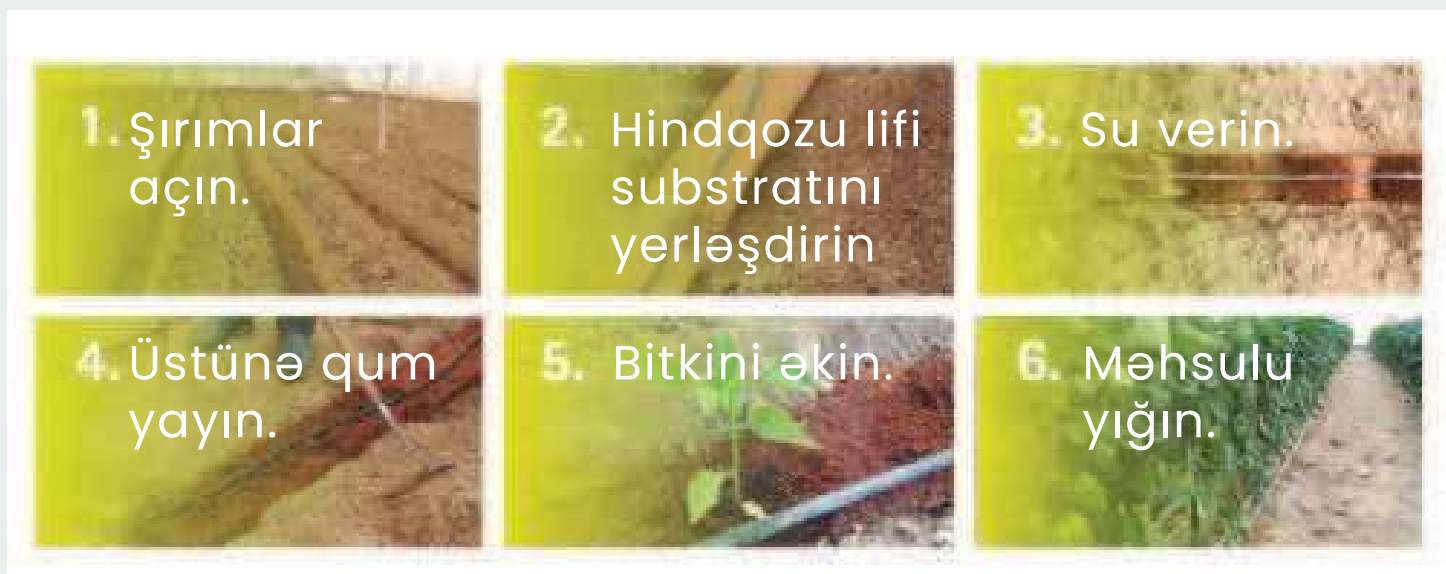 1. Şırımlar
açın.
2. Hindqozu lifi
substratını
yerləşdirin
3. Su verin.
4. Üstünə qum
yayın.
5. Bitkini əkin.
6. Məhsulu
yığın.